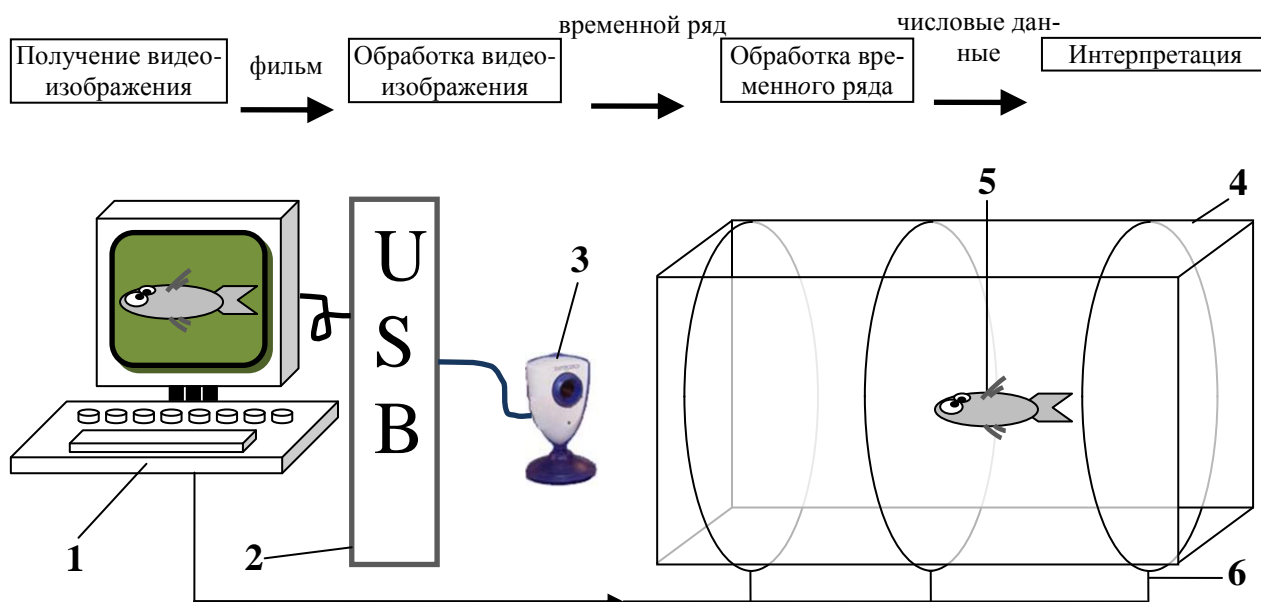 Получение видео-
изображения
фильм
Обработка видео-
изображения
временной ряд
Обработка вре-
менного ряда
числовые дан-
ные
Интерпретация
U
S
B
1
2
3
4
5
6